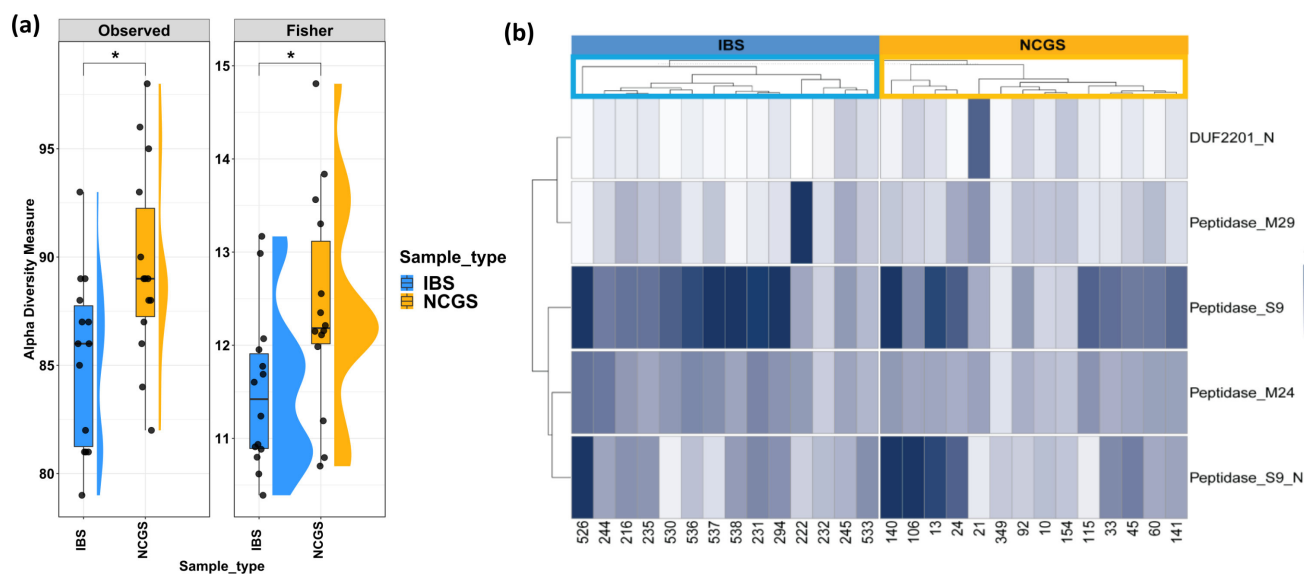 (a)
Observed
Fisher
*
*
Alpha Diversity Measure
95
90
85
80
15
14
13
12
11
IBS
NCGS
IBS
NCGS
Sample_type
Sample_type
IBS
NCGS
(b)
IBS
NCGS
DUF2201_N
Peptidase_M29
Peptidase_S9
Peptidase_M24
Peptidase_S9_N
526 244 216 235 530 536 537 538 231 294 222 232 245 533 140 106 13 24 21 349 92 10 154 115 33 45 60 141